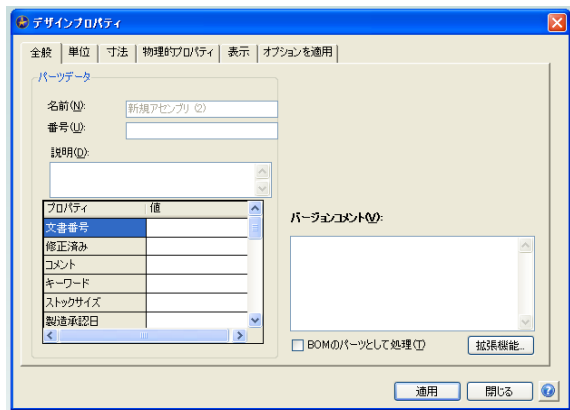 デザインプロパティ
全般 単位 寸法 物理的プロパティ 表示 オプションを適用
パーツデータ
名前(N): 新規アセンブリ (2)
番号(U):
説明(D):
プロパティ 値
文書番号
修正済み
コメント
キーワード
ストックサイズ
製造承認日
バージョンコメント(V):
BOMのパーツとして処理(T) 拡張機能...
適用 閉じる